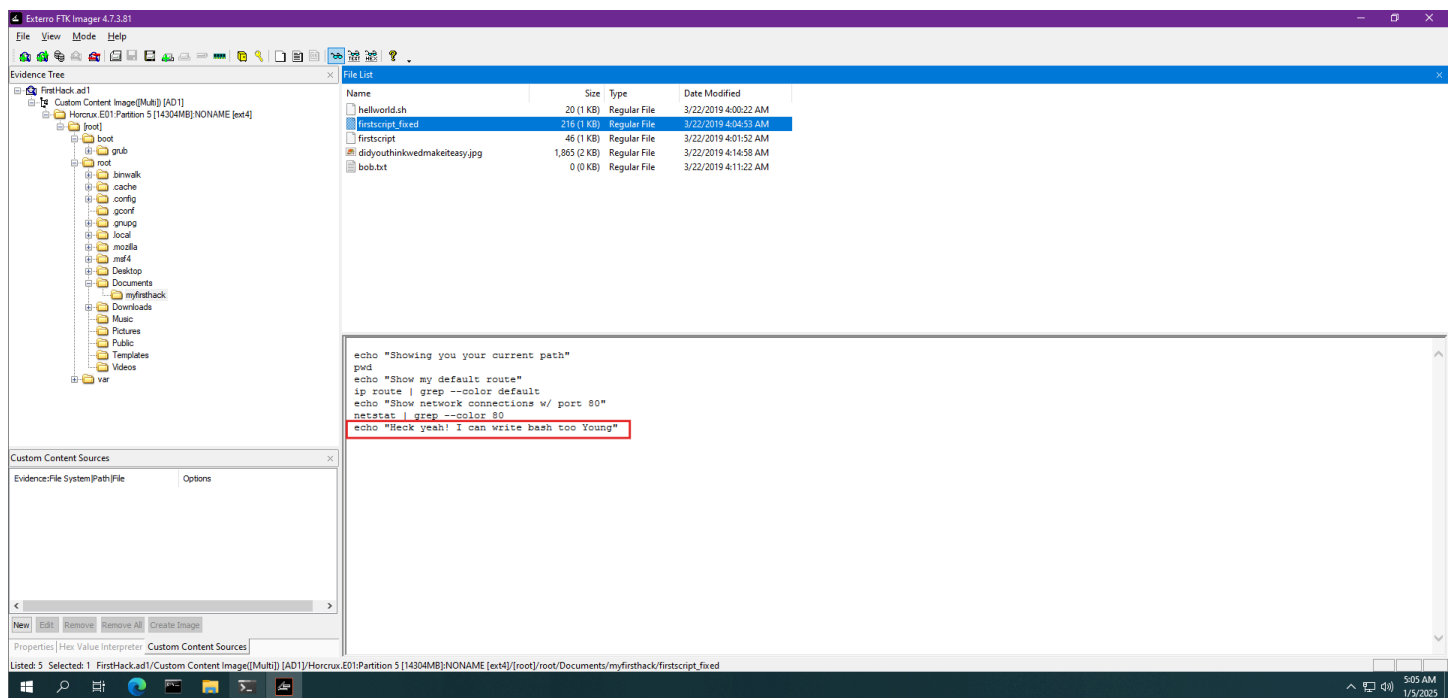 Exterro FTK Imager 4.7.3.81
File View Mode Help
Evidence Tree
FirstHack.ad1
Custom Content Image([Multi]) [AD1]
Horcrux.E01:Partition 5 [14304MB]:NONAME [ext4]
[root]
boot
grub
root
.binwalk
.cache
.config
.gconf
.gnupg
.local
.mozilla
.msf4
Desktop
Documents
myfirsthack
Downloads
Music
Pictures
Public
Templates
Videos
var
File List
Name Size Type Date Modified
hellworld.sh 20 (1 KB) Regular File 3/22/2019 4:00:22 AM
firstscript_fixed 216 (1 KB) Regular File 3/22/2019 4:04:53 AM
firstscript 46 (1 KB) Regular File 3/22/2019 4:01:52 AM
didyouthinkwedmakeiteasy.jpg 1,865 (2 KB) Regular File 3/22/2019 4:14:58 AM
bob.txt 0 (0 KB) Regular File 3/22/2019 4:11:22 AM
echo "Showing you your current path"
pwd
echo "Show my default route"
ip route | grep --color default
echo "Show network connections w/ port 80"
netstat | grep --color 80
echo "Heck yeah! I can write bash too Young"
Custom Content Sources
Evidence:File System|Path|File Options
New Edit Remove Remove All Create Image
Properties Hex Value Interpreter Custom Content Sources
Listed: 5 Selected: 1 FirstHack.ad1/Custom Content Image([Multi]) [AD1]/Horcrux.E01:Partition 5 [14304MB]:NONAME [ext4]/[root]/root/Documents/myfirsthack/firstscript_fixed
5:05 AM
1/5/2025